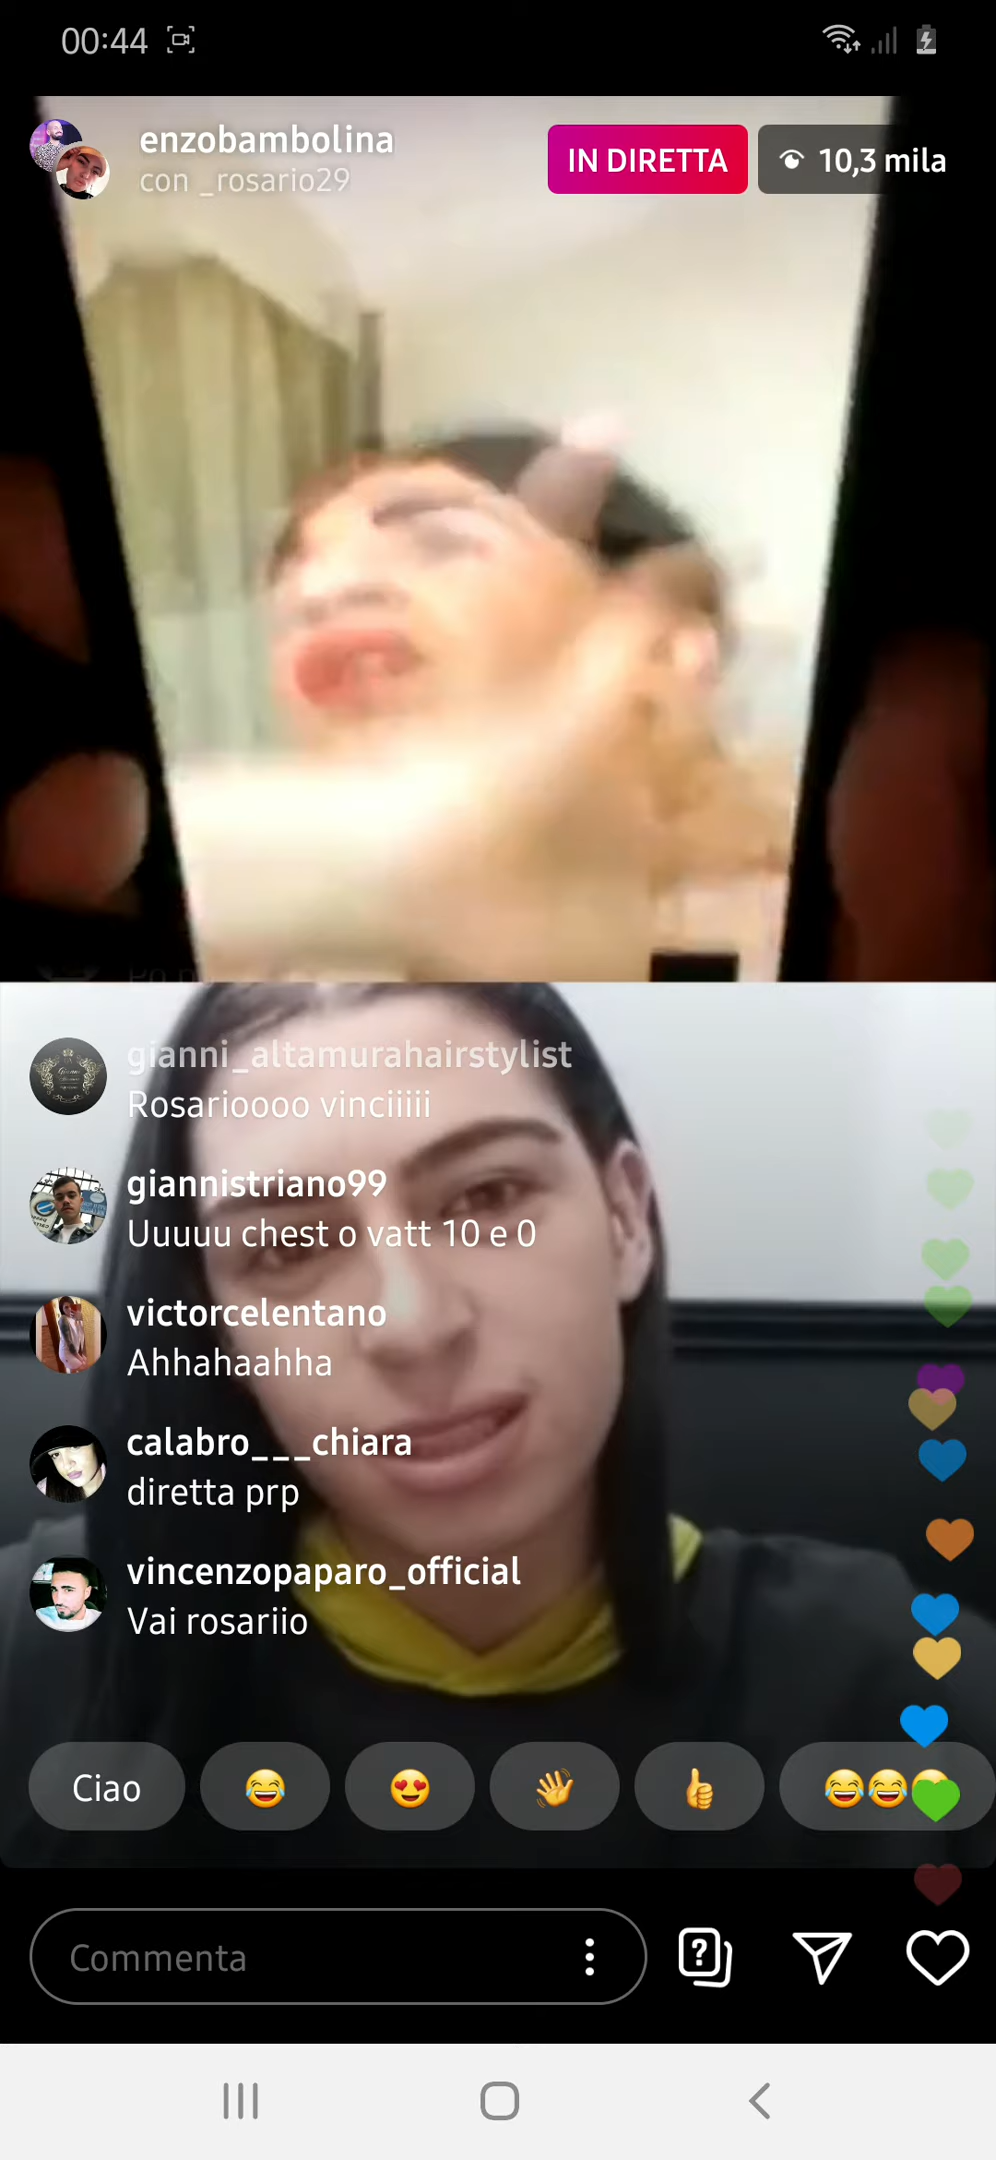 00:44
enzobambolina
con _rosario29
IN DIRETTA
10,3 mila
gianni_altamurahairstylist
Rosarioooo vinciiiii
giannistriano99
Uuuuu chest o vatt 10 e 0
victorcelentano
Ahhahaahha
calabro___chiara
diretta prp
vincenzopaparo_official
Vai rosariio
Ciao
Commenta